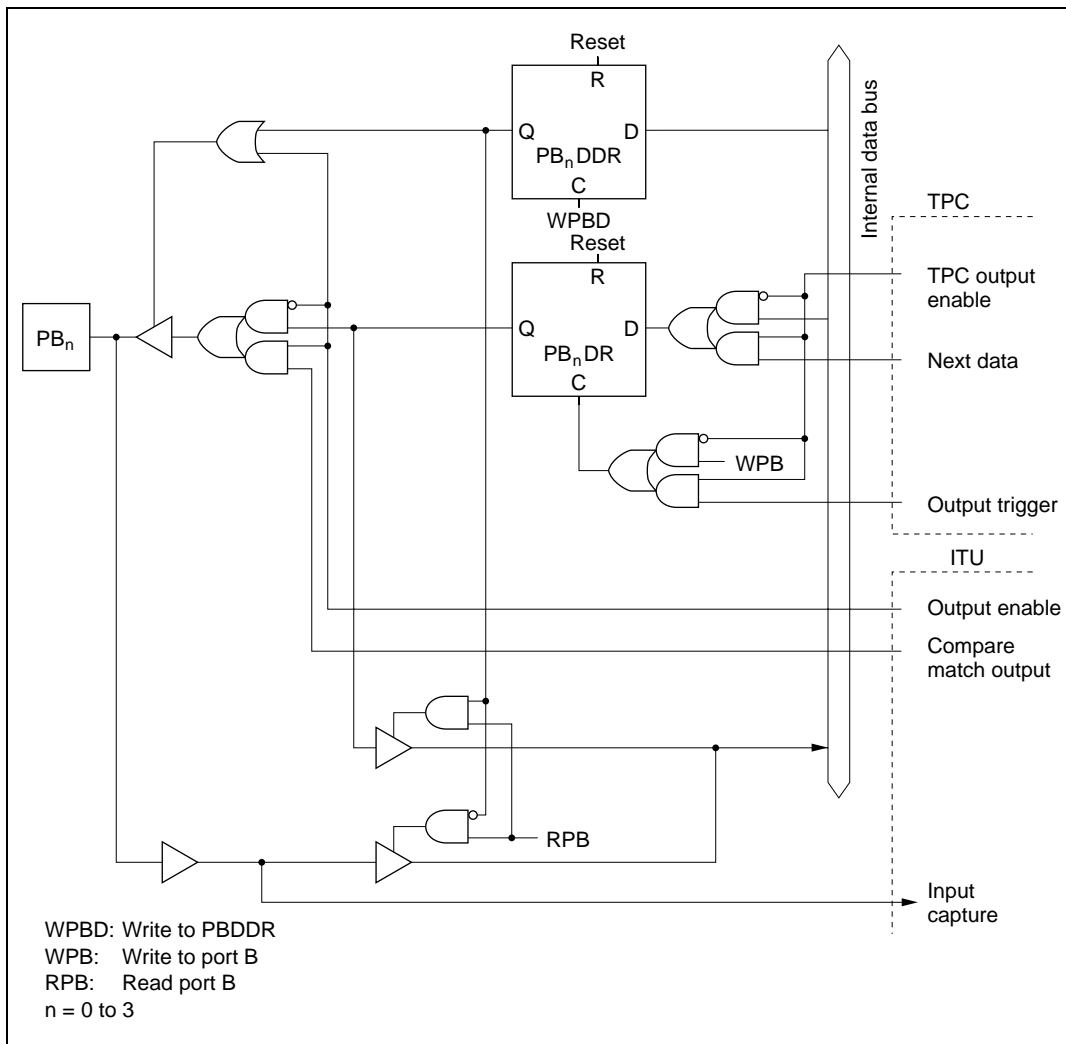 Reset
R
Q D
PBnDDR
C
WPBD
Internal data bus
TPC
Reset
R
TPC output
enable
PBn
Q D
PBnDR
Next data
C
WPB
Output trigger
ITU
Output enable
Compare
match output
RPB
Input
capture
WPBD: Write to PBDDR
WPB: Write to port B
RPB: Read port B
n = 0 to 3